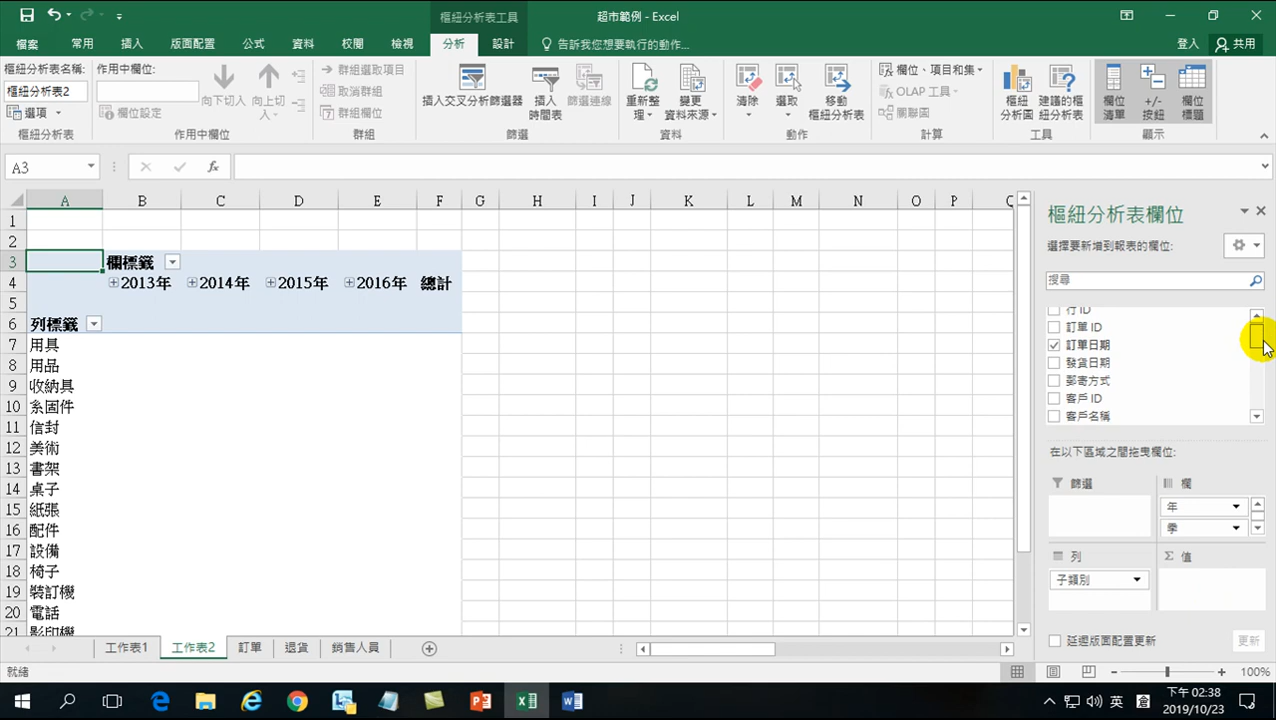 樞紐分析表工具
超市範例 - Excel
檔案 常用 插入 版面配置 公式 資料 校閱 檢視 分析 設計 告訴我您想要執行的動作... 登入 共用
樞紐分析表名稱: 作用中欄位:
樞紐分析表2
選項 欄位設定
向下切入 向上切入
群組選取項目
取消群組
群組欄位
插入交叉分析篩選器 插入時間表 篩選連線
重新整理 變更資料來源
清除 選取 移動樞紐分析表
欄位、項目和集
OLAP 工具
關聯圖
樞紐分析圖 建議的樞紐分析表
欄位清單 +/-按鈕 欄位標題
樞紐分析表 作用中欄位 群組 篩選 資料 動作 計算 工具 顯示
A3 fx
A B C D E F G H I J K L M N O P Q
1
2
3 欄標籤
4 2013年 2014年 2015年 2016年 總計
5
6 列標籤
7 用具
8 用品
9 收納具
10 系固件
11 信封
12 美術
13 書架
14 桌子
15 紙張
16 配件
17 設備
18 椅子
19 裝訂機
20 電話
21 影印機
樞紐分析表欄位
選擇要新增到報表的欄位:
搜尋
行 ID
訂單 ID
訂單日期
發貨日期
郵寄方式
客戶 ID
客戶名稱
在以下區域之間拖曳欄位:
篩選 欄
年
季
列 Σ 值
子類別
延遲版面配置更新 更新
工作表1 工作表2 訂單 退貨 銷售人員
就緒 100%
英 下午 02:38
2019/10/23